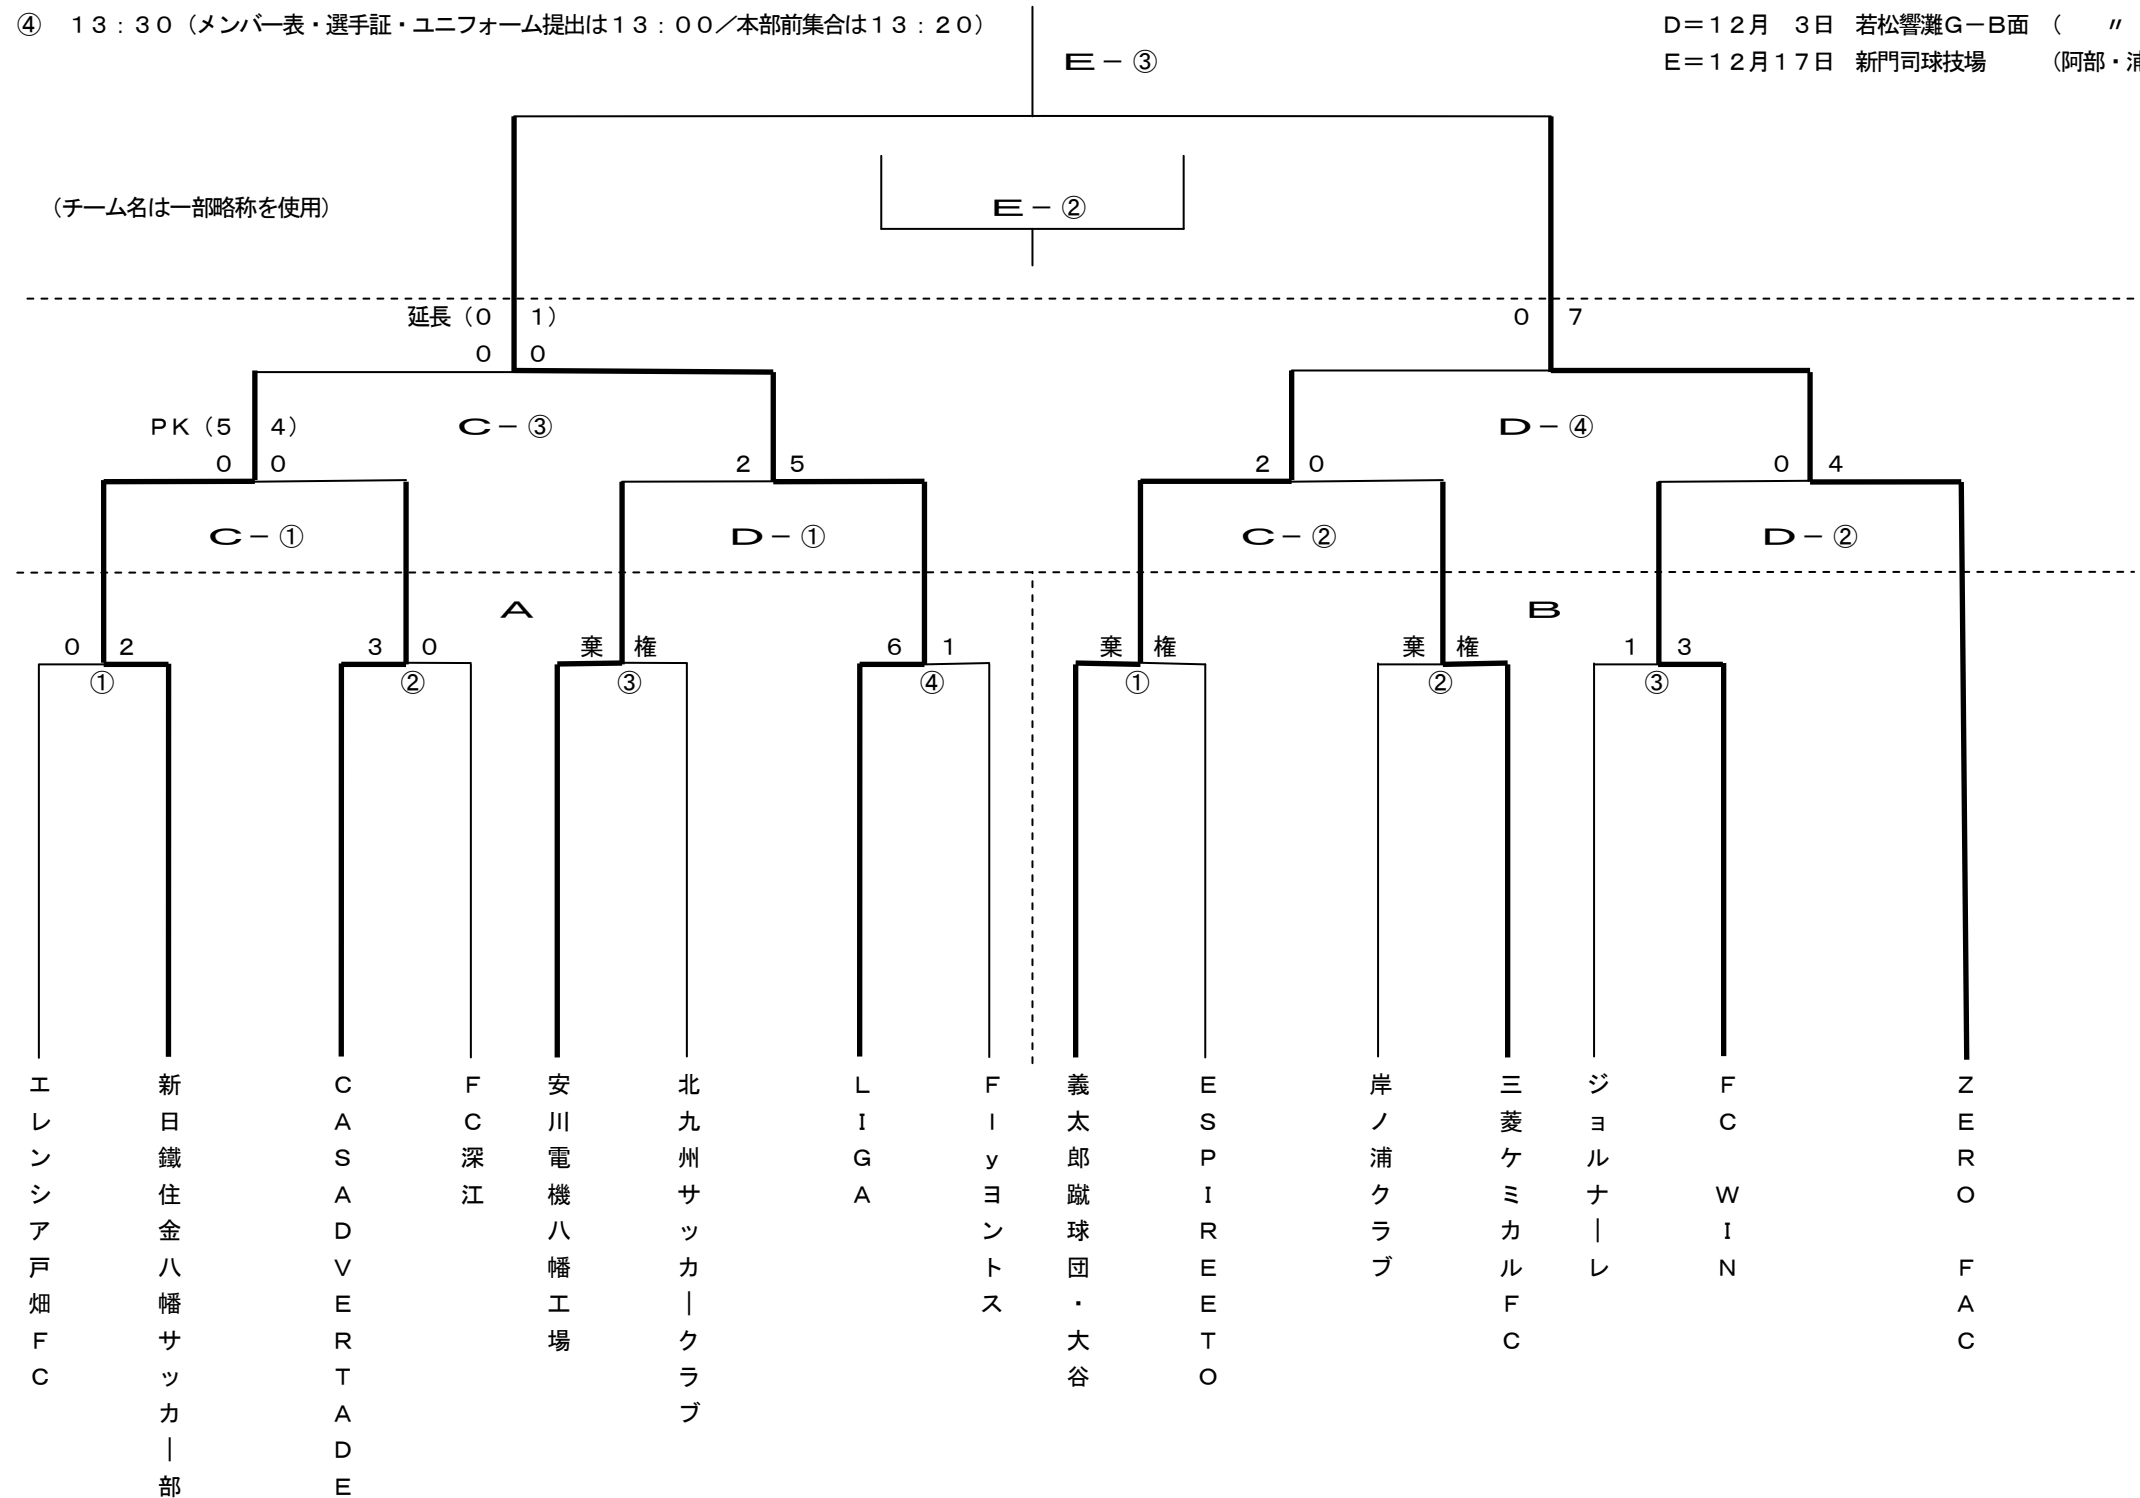 ④　１３：３０（メンバー表・選手証・ユニフォーム提出は１３：００／本部前集合は１３：２０）
Ｄ＝１２月　３日　若松響灘Ｇ－Ｂ面　（　　〃
Ｅ＝１２月１７日　新門司球技場　　　（阿部・浦
Ｅ－③
（チーム名は一部略称を使用）
Ｅ－②
延長（０　１）
０　７
０　０
ＰＫ（５　４）
Ｃ－③
Ｄ－④
０　０
２　５
２　０
０　４
Ｃ－①
Ｄ－①
Ｃ－②
Ｄ－②
Ａ
Ｂ
０　２
３　０
棄　権
６　１
棄　権
棄　権
１　３
①
②
③
④
①
②
③
エレンシア戸畑ＦＣ
新日鐵住金八幡サッカー部
ＣＡＳＡＤＶＥＲＴＡＤＥ
ＦＣ深江
安川電機八幡工場
北九州サッカークラブ
ＬＩＧＡ
Ｆｌｙヨントス
義太郎蹴球団・大谷
ＥＳＰＩＲＥＥＴＯ
岸ノ浦クラブ
三菱ケミカルＦＣ
ジョルナーレ
ＦＣ　ＷＩＮ
ＺＥＲＯ　ＦＡＣ